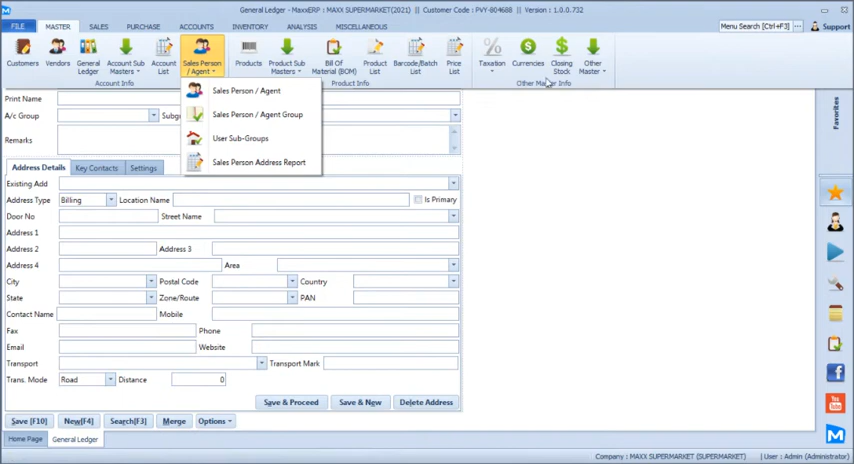 General Ledger - MaxxERP - MAXX SUPERMARKET(2021) || Customer Code : PVY-804688 || Version : 1.0.0.732
FILE MASTER SALES PURCHASE ACCOUNTS INVENTORY ANALYSIS MISCELLANEOUS Menu Search [Ctrl+F3] ... Support
Customers Vendors General Ledger Account Sub Masters Account List Sales Person / Agent Products Product Sub Masters Bill Of Material (BOM) Product List Barcode/Batch List Price List Taxation Currencies Closing Stock Other Master
Account Info Product Info Other Master Info
Sales Person / Agent
Sales Person / Agent Group
User Sub-Groups
Sales Person Address Report
Print Name
A/c Group
Remarks
Favorites
Address Details Key Contacts Settings
Existing Add
Address Type Billing Location Name Is Primary
Door No Street Name
Address 1
Address 2 Address 3
Address 4 Area
City Postal Code Country
State Zone/Route PAN
Contact Name Mobile
Fax Phone
Email Website
Transport Transport Mark
Trans. Mode Road Distance 0
Save & Proceed Save & New Delete Address
Save [F10] New[F4] Search[F3] Merge Options
Home Page General Ledger
Company : MAXX SUPERMARKET (SUPERMARKET) | User : Admin (Administrator)